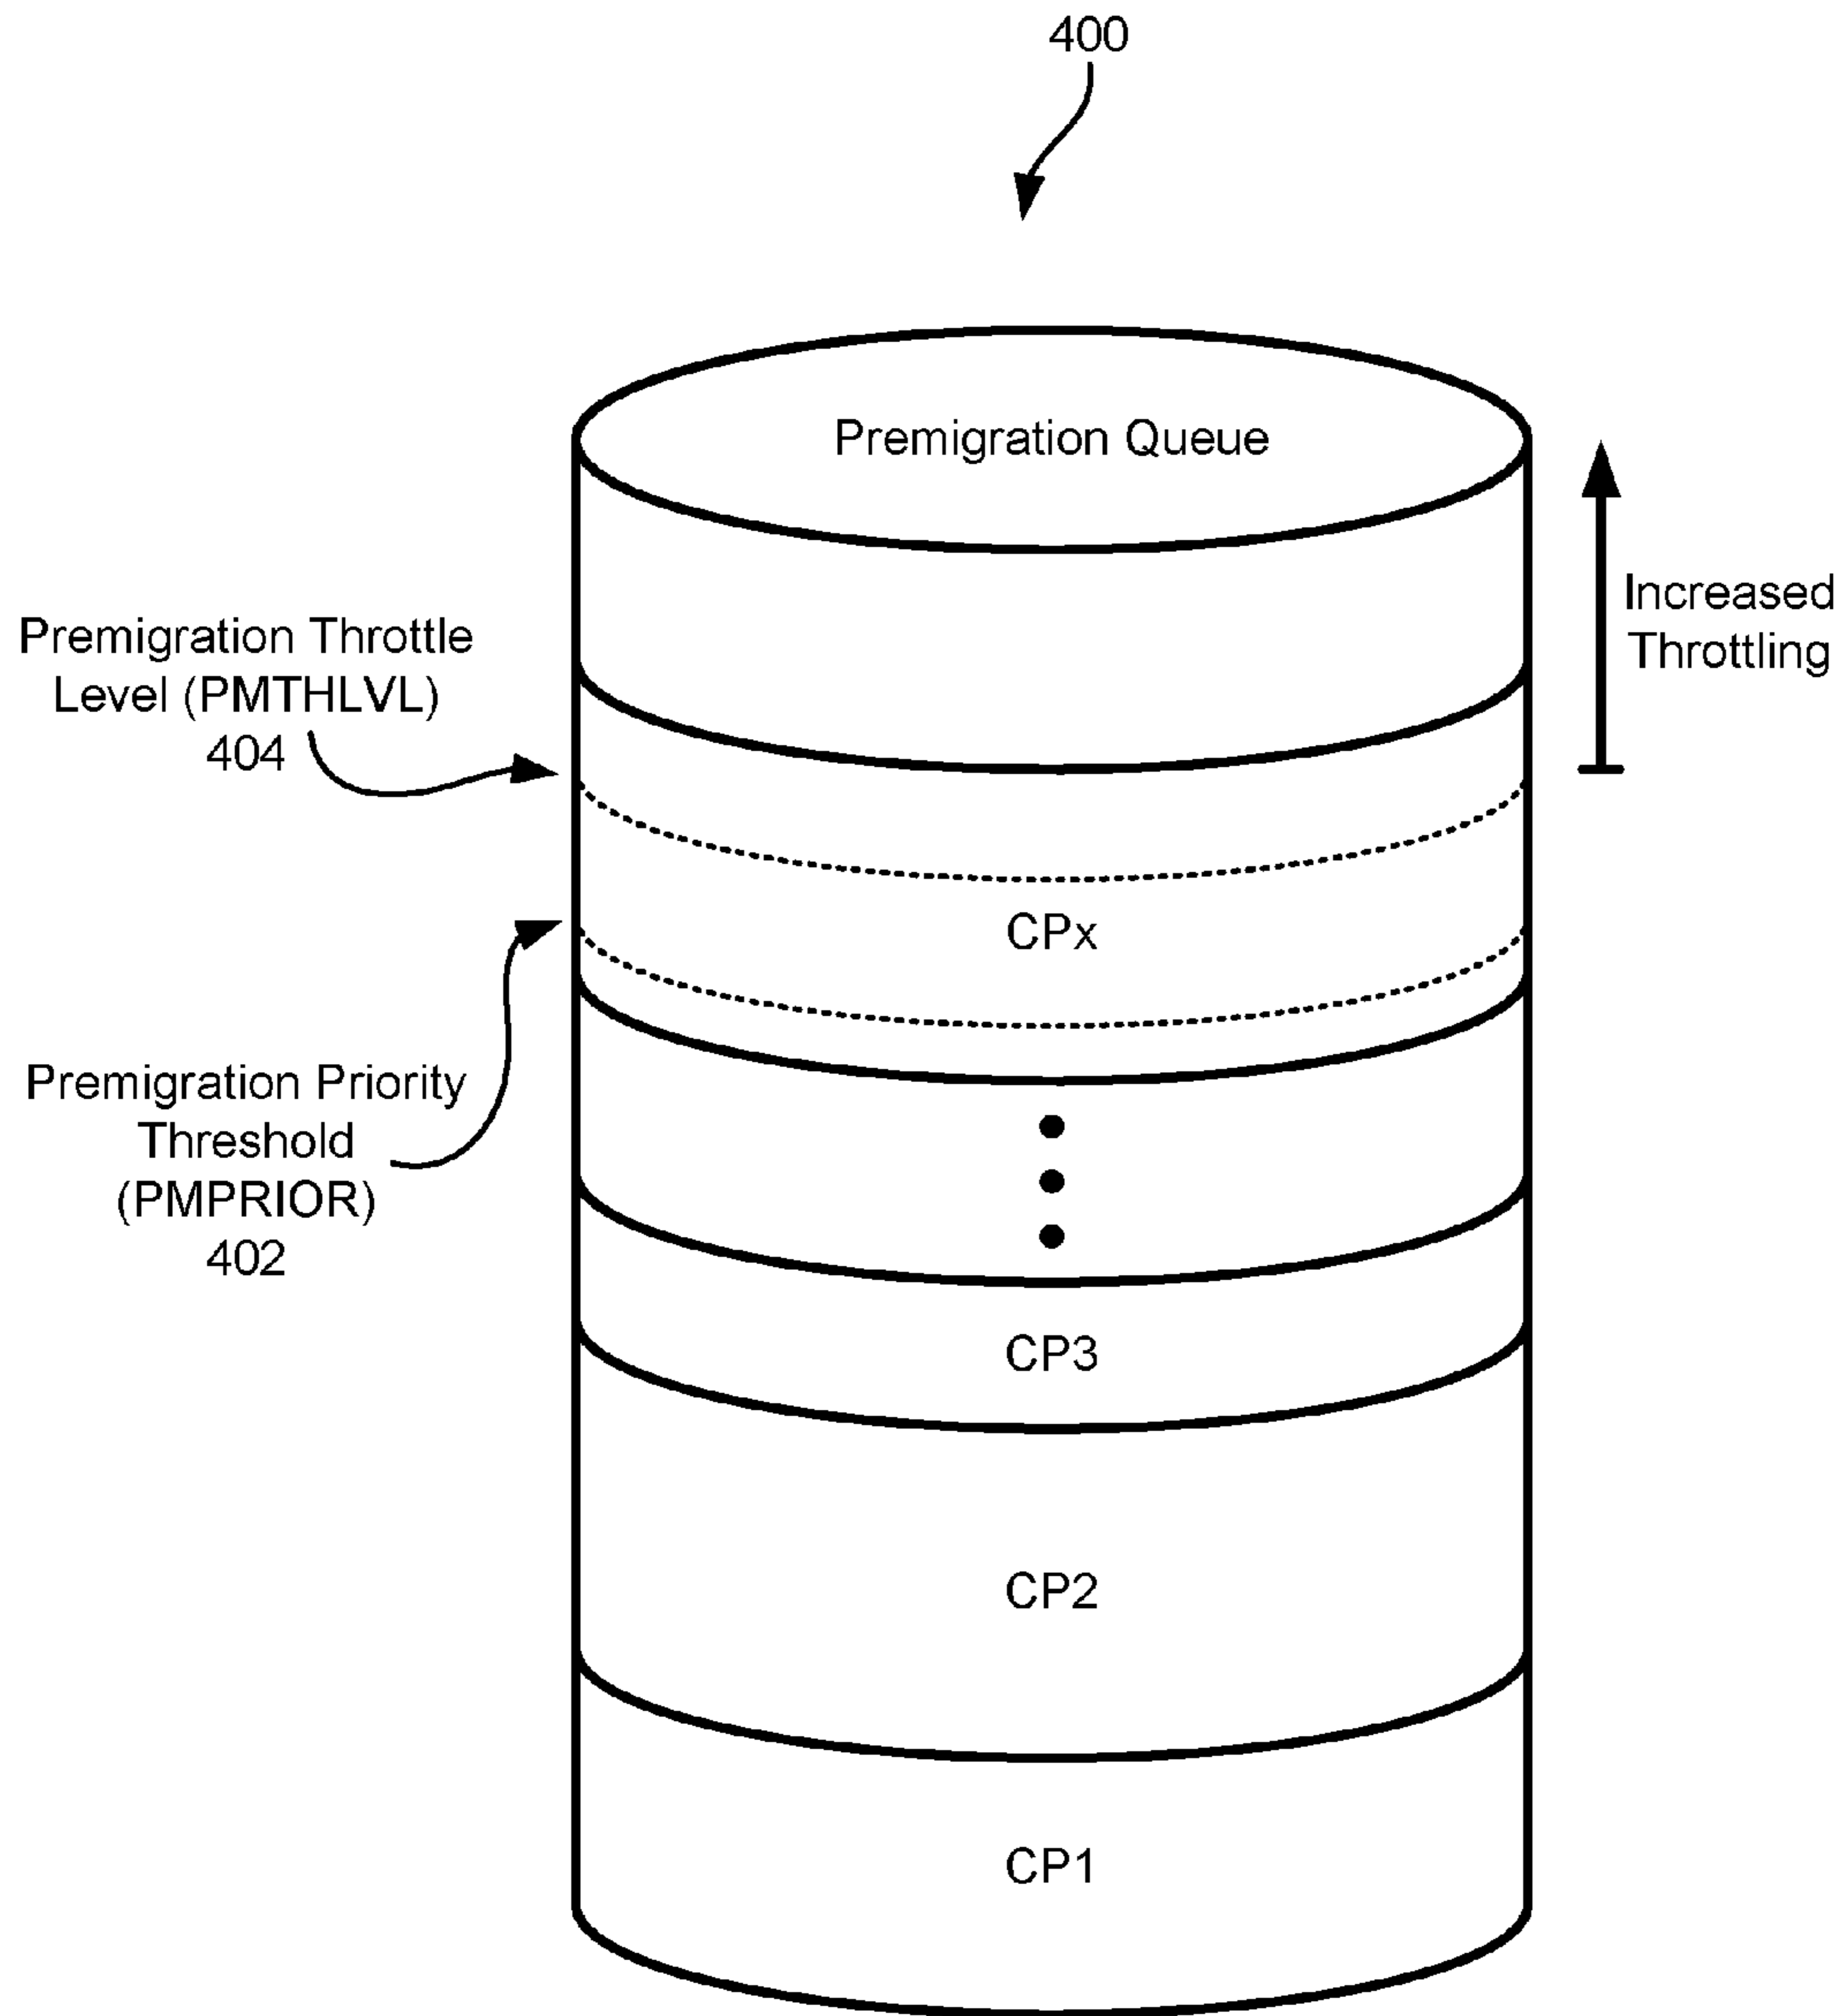 400
Premigration Queue
Increased
Throttling
Premigration Throttle
Level (PMTHLVL)
404
CPx
Premigration Priority
Threshold
(PMPRIOR)
402
CP3
CP2
CP1